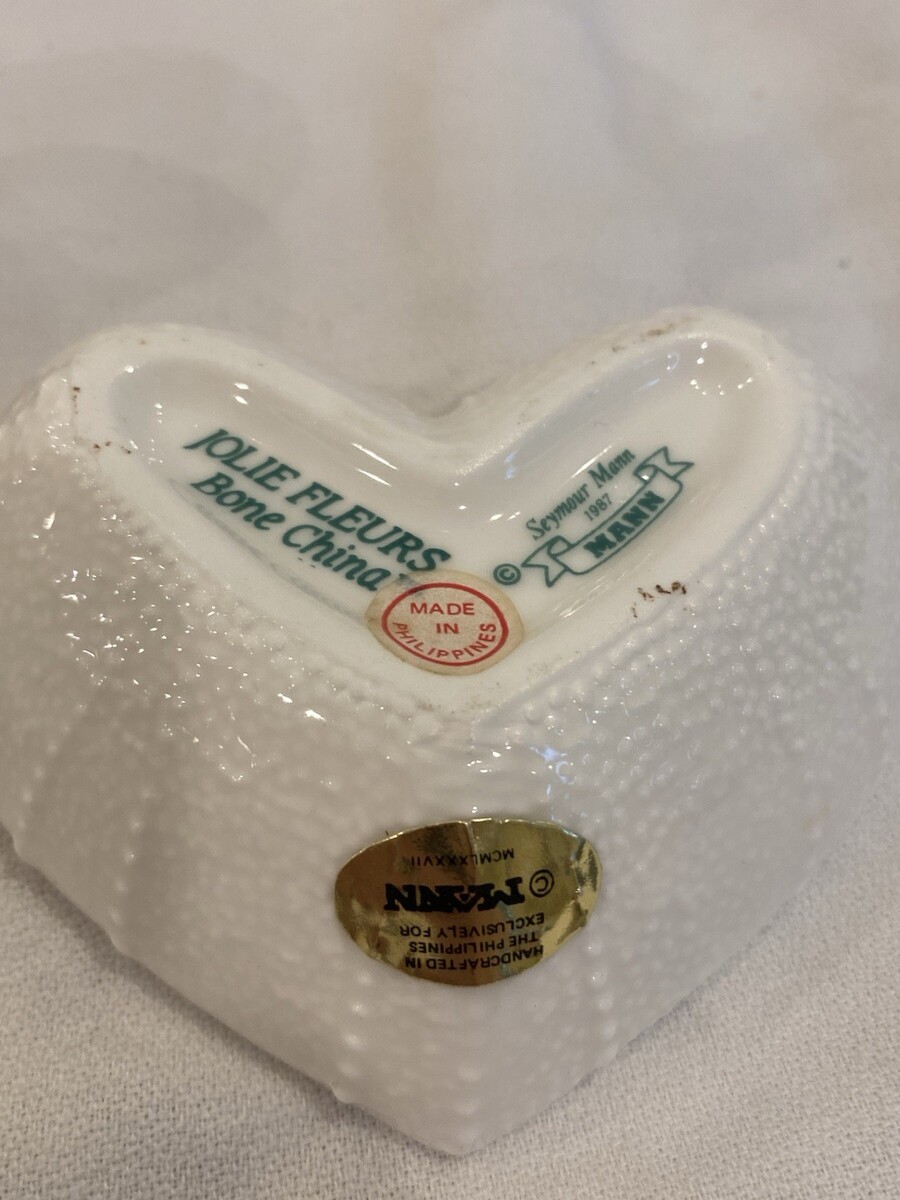 JOLIE FLEURS
Bone China
Seymour Mann
1987
© MANN
MADE
IN
PHILIPPINES
HANDCRAFTED IN
THE PHILIPPINES
EXCLUSIVELY FOR
© MANN
MCMLXXXVII